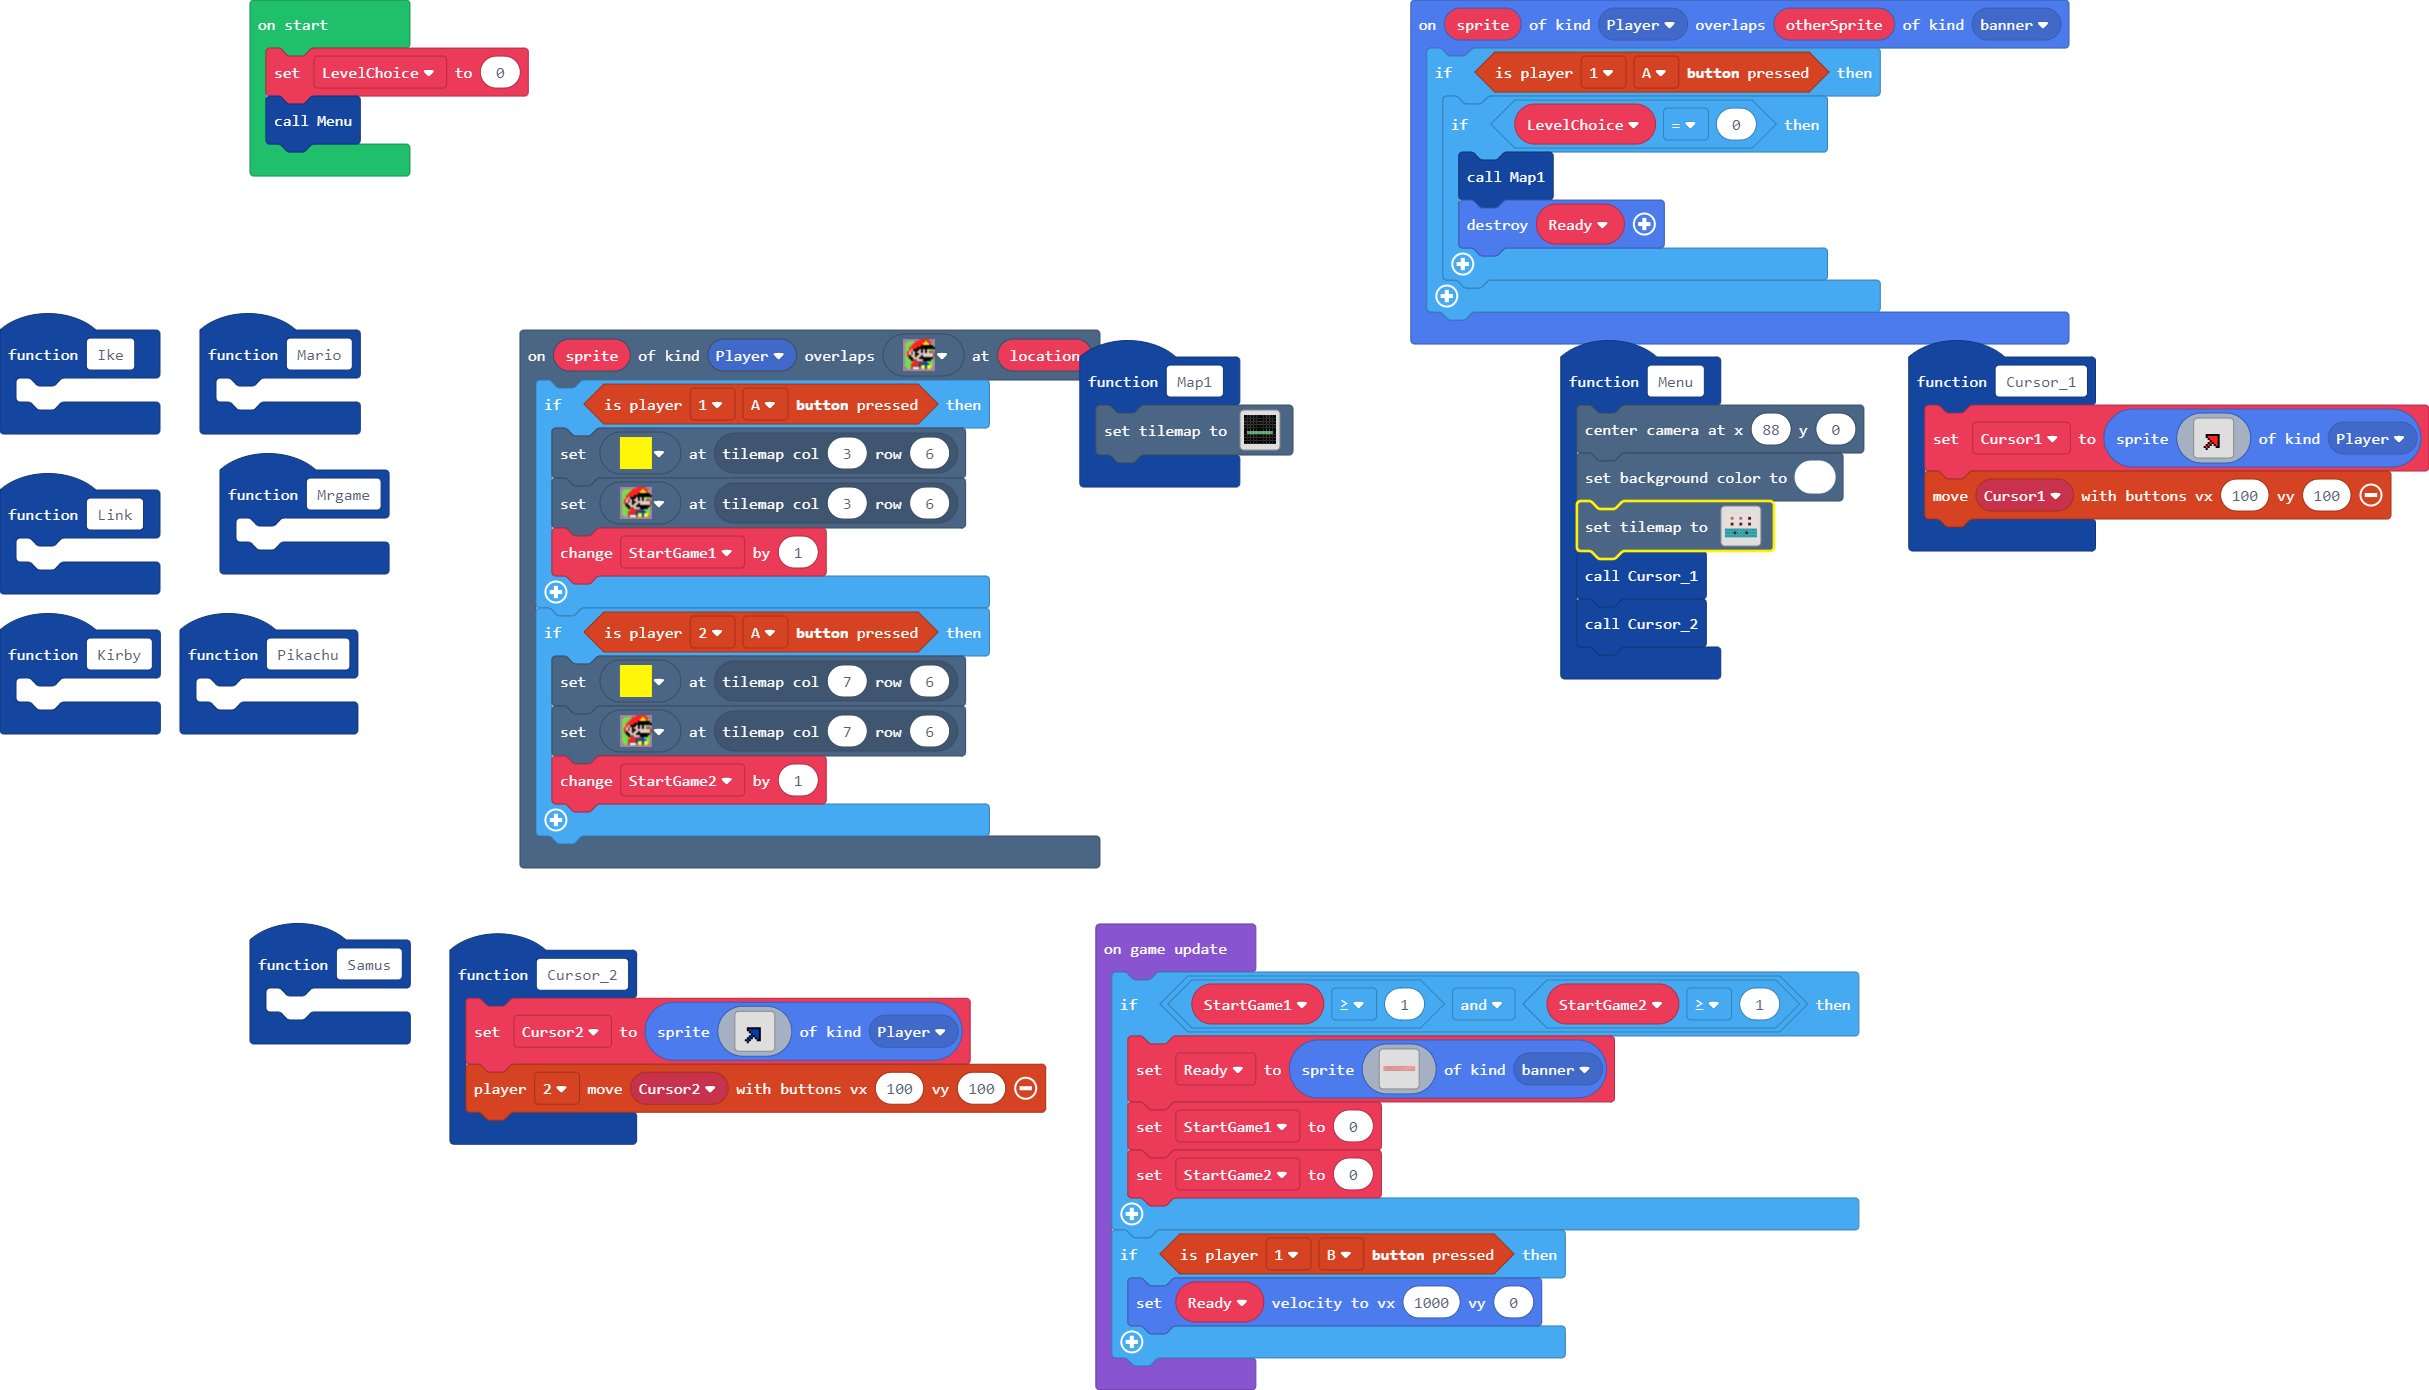 on start
set LevelChoice to 0
call Menu
on sprite of kind Player overlaps otherSprite of kind banner
if is player 1 A button pressed then
if LevelChoice = 0 then
call Map1
destroy Ready
function Ike
function Mario
function Link
function Mrgame
function Kirby
function Pikachu
on sprite of kind Player overlaps at location
if is player 1 A button pressed then
set at tilemap col 3 row 6
set at tilemap col 3 row 6
change StartGame1 by 1
if is player 2 A button pressed then
set at tilemap col 7 row 6
set at tilemap col 7 row 6
change StartGame2 by 1
function Map1
set tilemap to
function Menu
center camera at x 88 y 0
set background color to
set tilemap to
call Cursor_1
call Cursor_2
function Cursor_1
set Cursor1 to sprite of kind Player
move Cursor1 with buttons vx 100 vy 100
function Samus
function Cursor_2
set Cursor2 to sprite of kind Player
player 2 move Cursor2 with buttons vx 100 vy 100
on game update
if StartGame1 ≥ 1 and StartGame2 ≥ 1 then
set Ready to sprite of kind banner
set StartGame1 to 0
set StartGame2 to 0
if is player 1 B button pressed then
set Ready velocity to vx 1000 vy 0